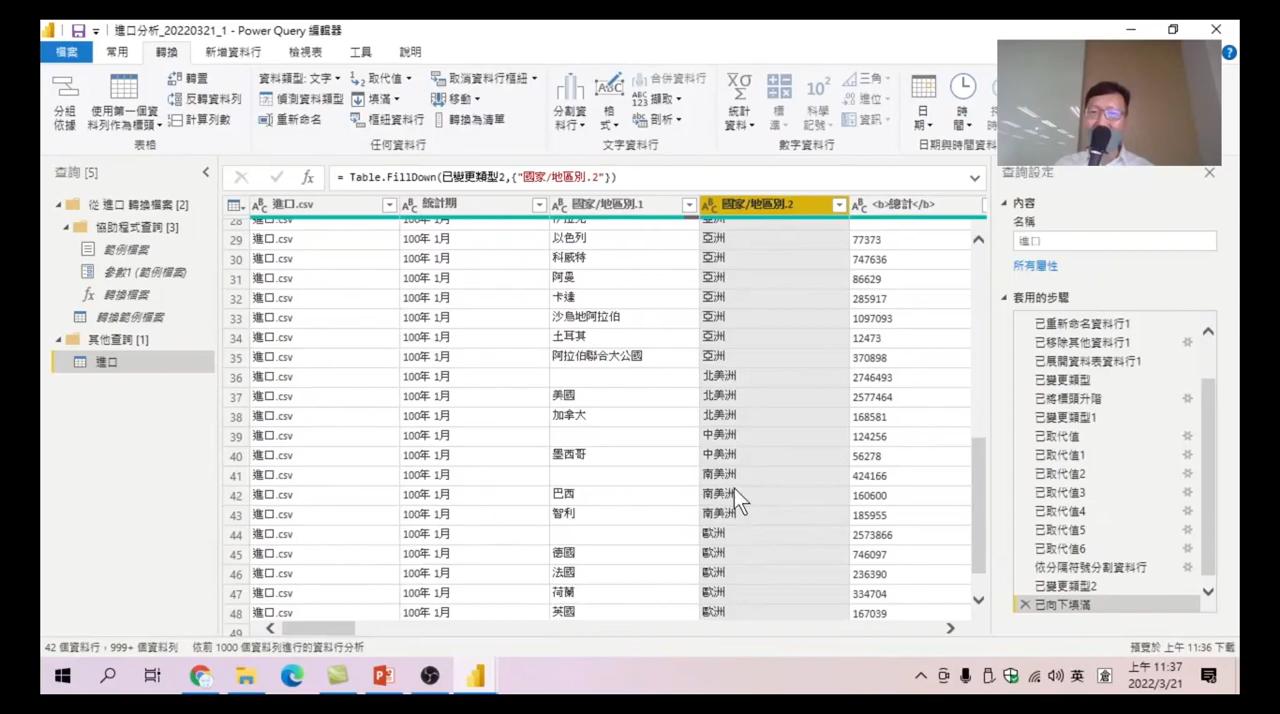 進口分析_20220321_1 - Power Query 編輯器
檔案 常用 轉換 新增資料行 檢視表 工具 說明
分組依據
使用第一個資料列作為標頭
轉置
反轉資料列
計算列數
表格
資料類型: 文字
偵測資料類型
重新命名
取代值
填滿
樞紐資料行
取消資料行樞紐
移動
轉換為清單
任何資料行
分割資料行
格式
合併資料行
擷取
剖析
文字資料行
統計資料
標準
科學記號
三角
進位
資訊
數字資料行
日期
時間
日期與時間資料
查詢 [5]
從 進口 轉換檔案 [2]
協助程式查詢 [3]
範例檔案
參數1 (範例檔案)
fx 轉換檔案
轉換範例檔案
其他查詢 [1]
進口
fx = Table.FillDown(已變更類型2,{"國家/地區別.2"})
進口.csv 統計期 國家/地區別.1 國家/地區別.2 <b>總計</b>
29 進口.csv 100年 1月 以色列 亞洲 77373
30 進口.csv 100年 1月 科威特 亞洲 747636
31 進口.csv 100年 1月 阿曼 亞洲 86629
32 進口.csv 100年 1月 卡達 亞洲 285917
33 進口.csv 100年 1月 沙烏地阿拉伯 亞洲 1097093
34 進口.csv 100年 1月 土耳其 亞洲 12473
35 進口.csv 100年 1月 阿拉伯聯合大公國 亞洲 370898
36 進口.csv 100年 1月 北美洲 2746493
37 進口.csv 100年 1月 美國 北美洲 2577464
38 進口.csv 100年 1月 加拿大 北美洲 168581
39 進口.csv 100年 1月 中美洲 124256
40 進口.csv 100年 1月 墨西哥 中美洲 56278
41 進口.csv 100年 1月 南美洲 424166
42 進口.csv 100年 1月 巴西 南美洲 160600
43 進口.csv 100年 1月 智利 南美洲 185955
44 進口.csv 100年 1月 歐洲 2573866
45 進口.csv 100年 1月 德國 歐洲 746097
46 進口.csv 100年 1月 法國 歐洲 236390
47 進口.csv 100年 1月 荷蘭 歐洲 334704
48 進口.csv 100年 1月 英國 歐洲 167039
49
查詢設定
內容
名稱
進口
所有屬性
套用的步驟
已重新命名資料行1
已移除其他資料行1
已展開資料表資料行1
已變更類型
已將標頭升階
已變更類型1
已取代值
已取代值1
已取代值2
已取代值3
已取代值4
已取代值5
已取代值6
依分隔符號分割資料行
已變更類型2
已向下填滿
42 個資料行，999+ 個資料列 依前 1000 個資料列進行的資料行分析
預覽於 上午 11:36 下載
英 倉
上午 11:37
2022/3/21